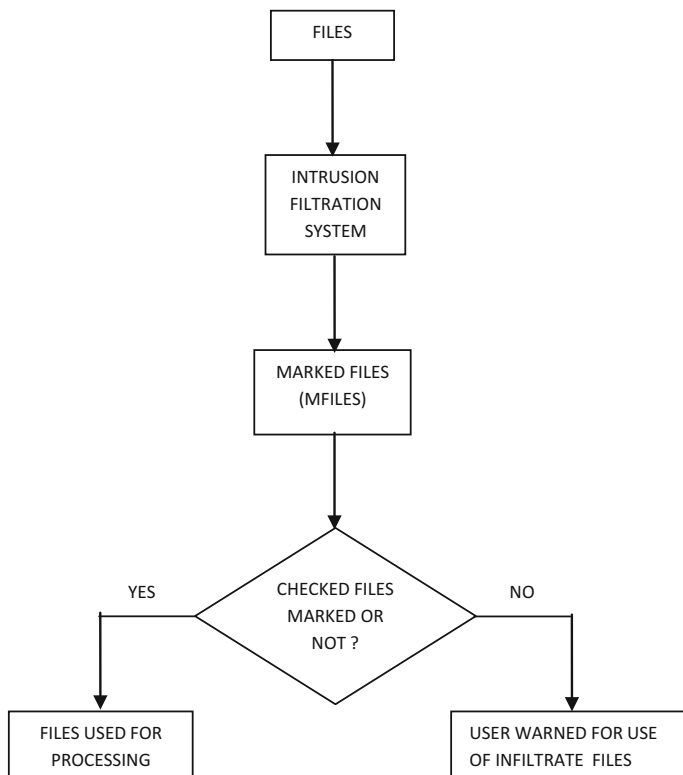 FILES
INTRUSION
FILTRATION
SYSTEM
MARKED FILES
(MFILES)
YES
CHECKED FILES
MARKED OR
NOT ?
NO
FILES USED FOR
PROCESSING
USER WARNED FOR USE
OF INFILTRATE FILES